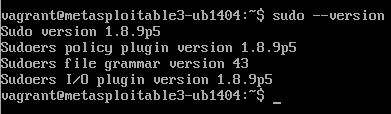 vagrant@metasploitable3-ub1404:~$ sudo --version
Sudo version 1.8.9p5
Sudoers policy plugin version 1.8.9p5
Sudoers file grammar version 43
Sudoers I/O plugin version 1.8.9p5
vagrant@metasploitable3-ub1404:~$ _